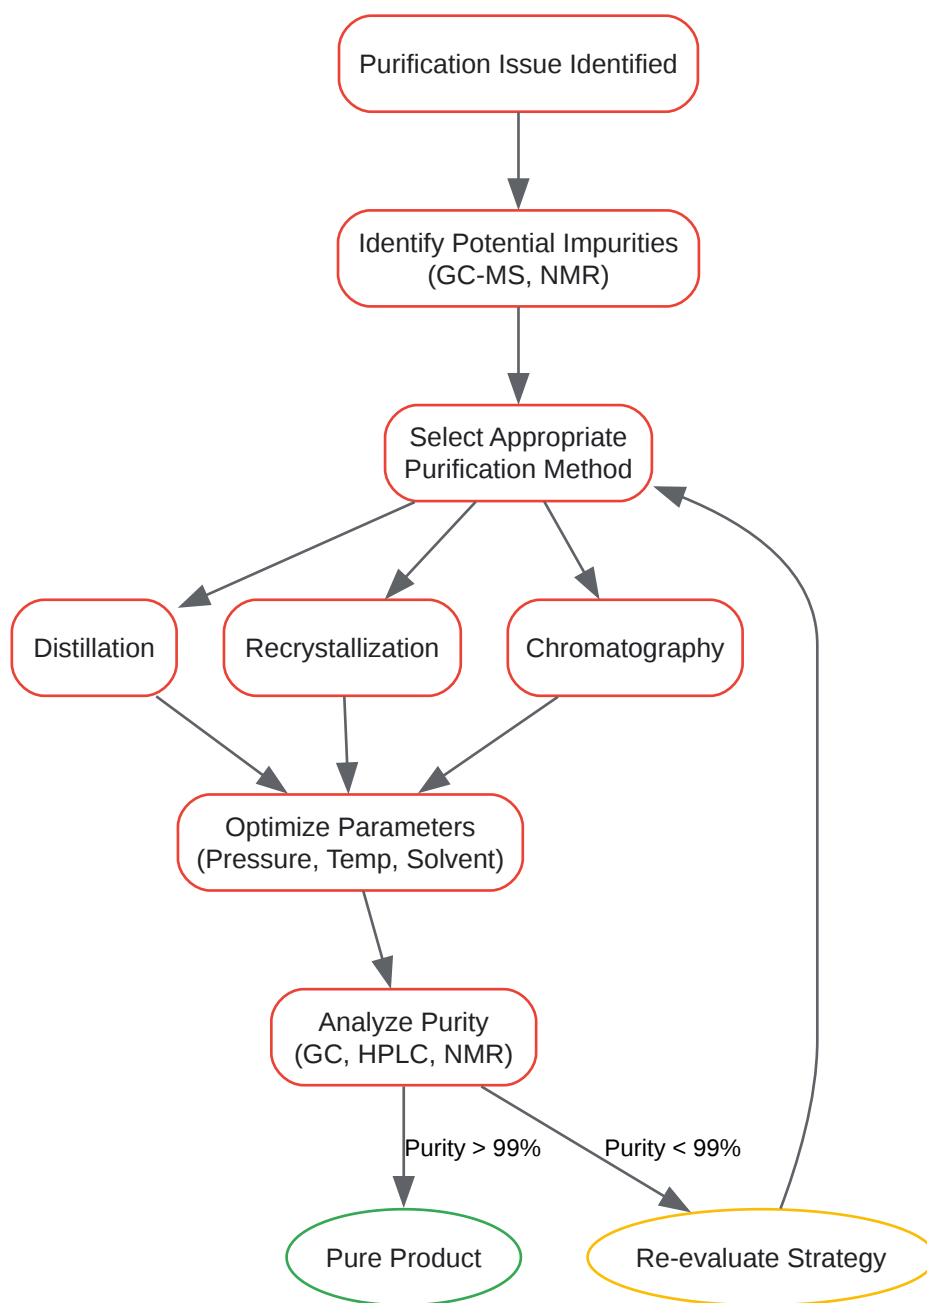 Purification Issue Identified
Identify Potential Impurities
(GC-MS, NMR)
Select Appropriate
Purification Method
Distillation
Recrystallization
Chromatography
Optimize Parameters
(Pressure, Temp, Solvent)
Analyze Purity
(GC, HPLC, NMR)
Purity > 99%
Purity < 99%
Pure Product
Re-evaluate Strategy